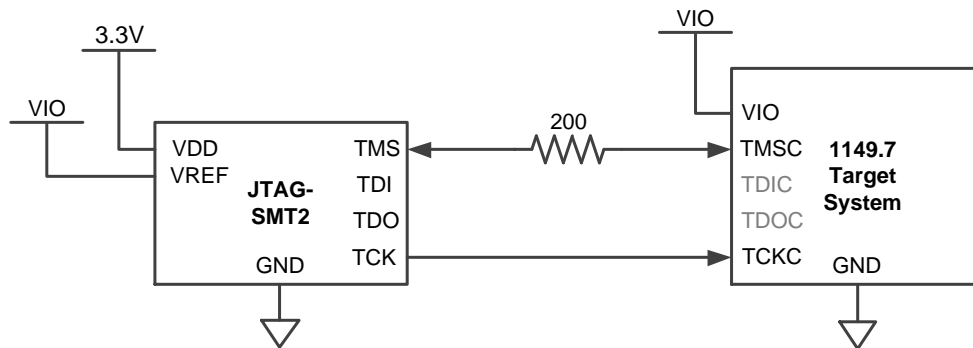 3.3V
VIO
VDD
VREF
JTAG-
SMT2
GND
TMS
TDI
TDO
TCK
200
VIO
VIO
TMSC
TDIC
TDOC
TCKC
1149.7
Target
System
GND